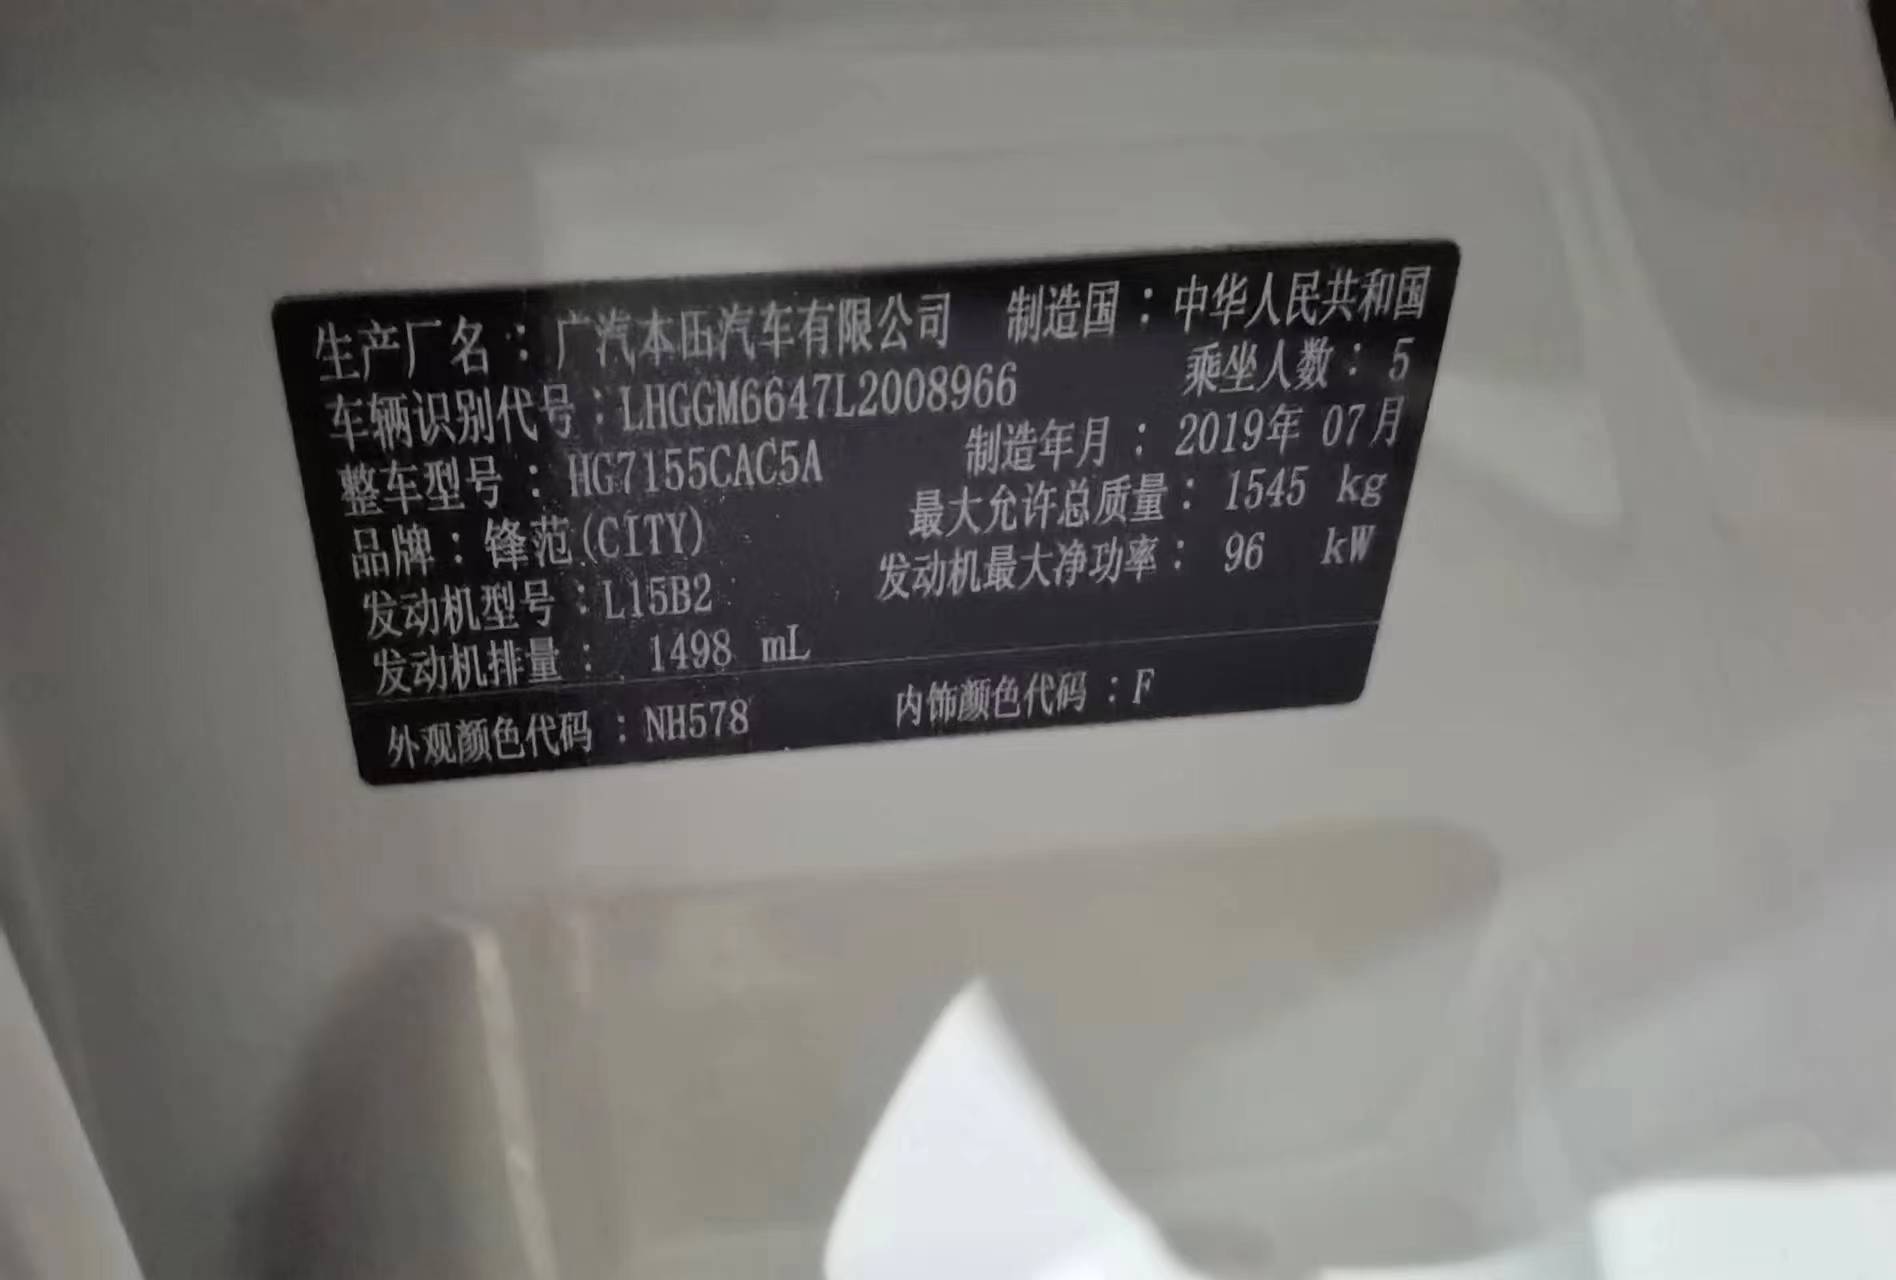 生产厂名：广汽本田汽车有限公司 制造国：中华人民共和国
车辆识别代号：LHGGM6647L2008966 乘坐人数：5
整车型号：HG7155CAC5A 制造年月：2019年 07月
品牌：锋范(CITY) 最大允许总质量：1545 kg
发动机型号：L15B2 发动机最大净功率：96 kW
发动机排量： 1498 mL
外观颜色代码：NH578 内饰颜色代码：F